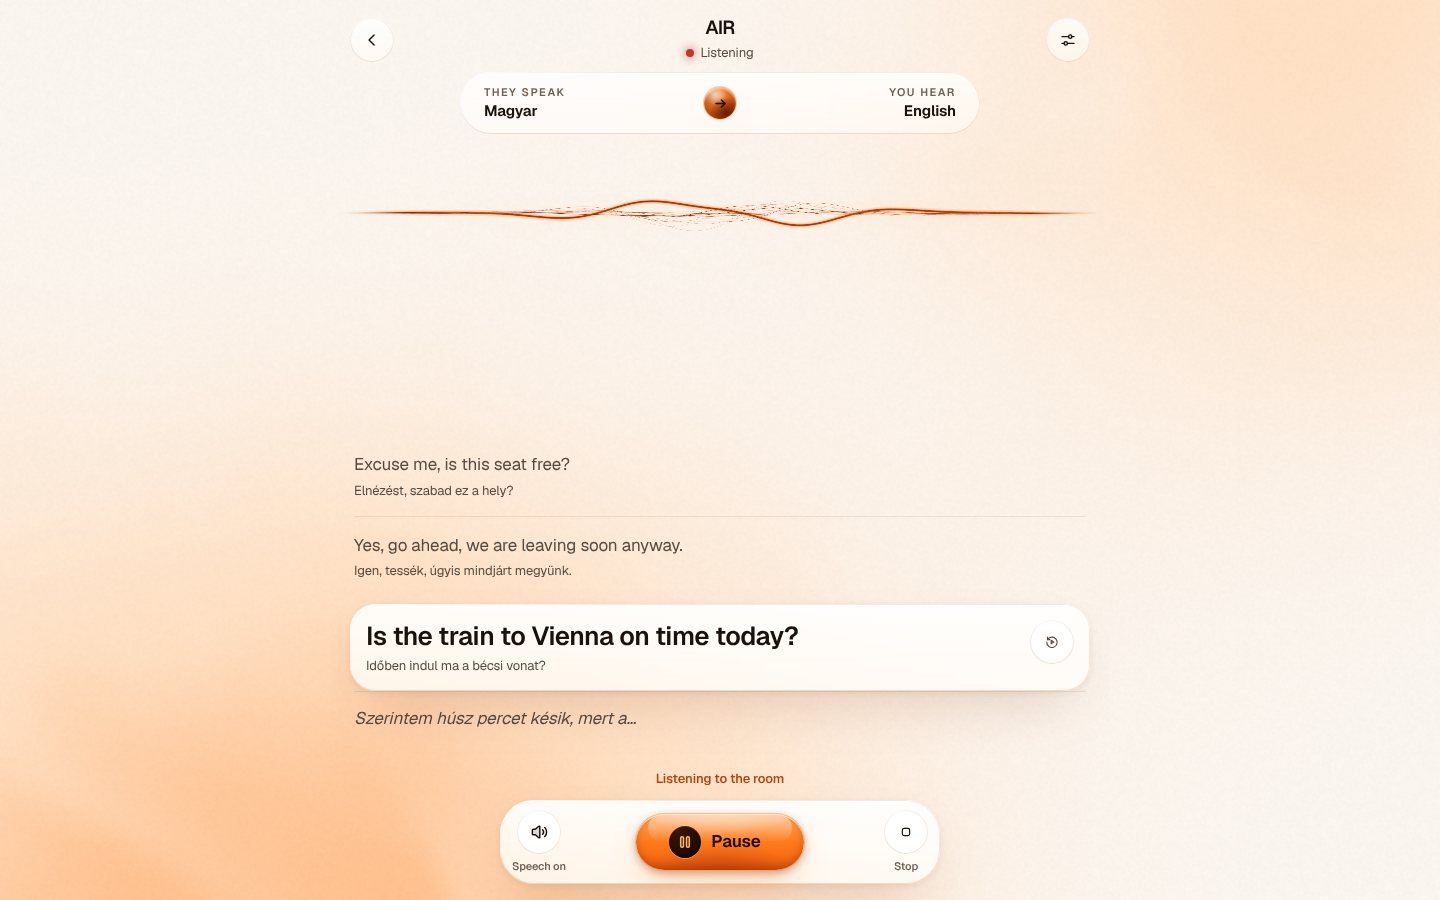 AIR
Listening
THEY SPEAK
Magyar
YOU HEAR
English
Excuse me, is this seat free?
Elnézést, szabad ez a hely?
Yes, go ahead, we are leaving soon anyway.
Igen, tessék, úgyis mindjárt megyünk.
Is the train to Vienna on time today?
Időben indul ma a bécsi vonat?
Szerintem húsz percet késik, mert a...
Listening to the room
Speech on
Pause
Stop